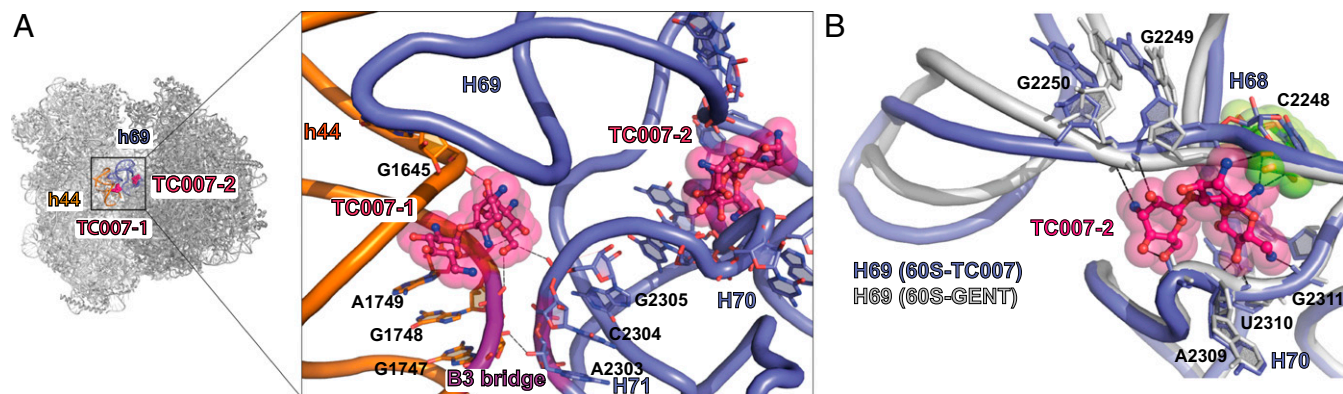 A
h69
TC007-2
h44
TC007-1
H69
h44
TC007-2
G1645
TC007-1
A1749
G2305
H70
G1748
C2304
G1747
A2303
B3 bridge
H71
B
G2249
G2250
H68
C2248
TC007-2
H69 (60S-TC007)
H69 (60S-GENT)
G2311
U2310
A2309
H70